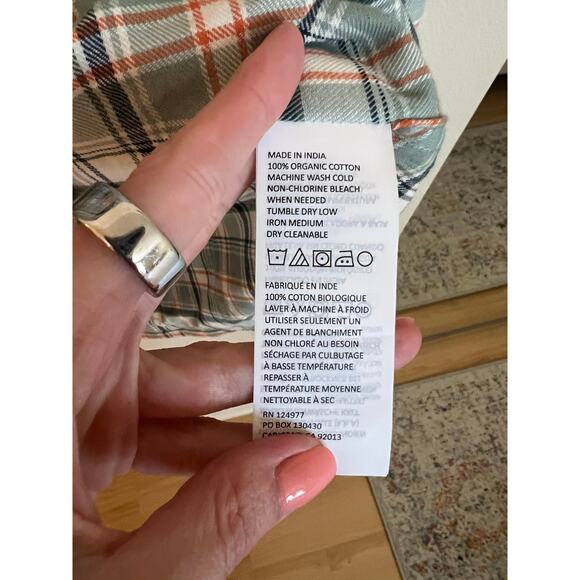 MADE IN INDIA
100% ORGANIC COTTON
MACHINE WASH COLD
NON-CHLORINE BLEACH
WHEN NEEDED
TUMBLE DRY LOW
IRON MEDIUM
DRY CLEANABLE
FABRIQUÉ EN INDE
100% COTON BIOLOGIQUE
LAVER À MACHINE À FROID
UTILISER SEULEMENT UN
AGENT DE BLANCHIMENT
NON CHLORÉ AU BESOIN
SÉCHAGE PAR CULBUTAGE
À BASSE TEMPÉRATURE
REPASSER À
TEMPÉRATURE MOYENNE
NETTOYABLE À SEC
RN 124977
PO BOX 130430
CA 92013